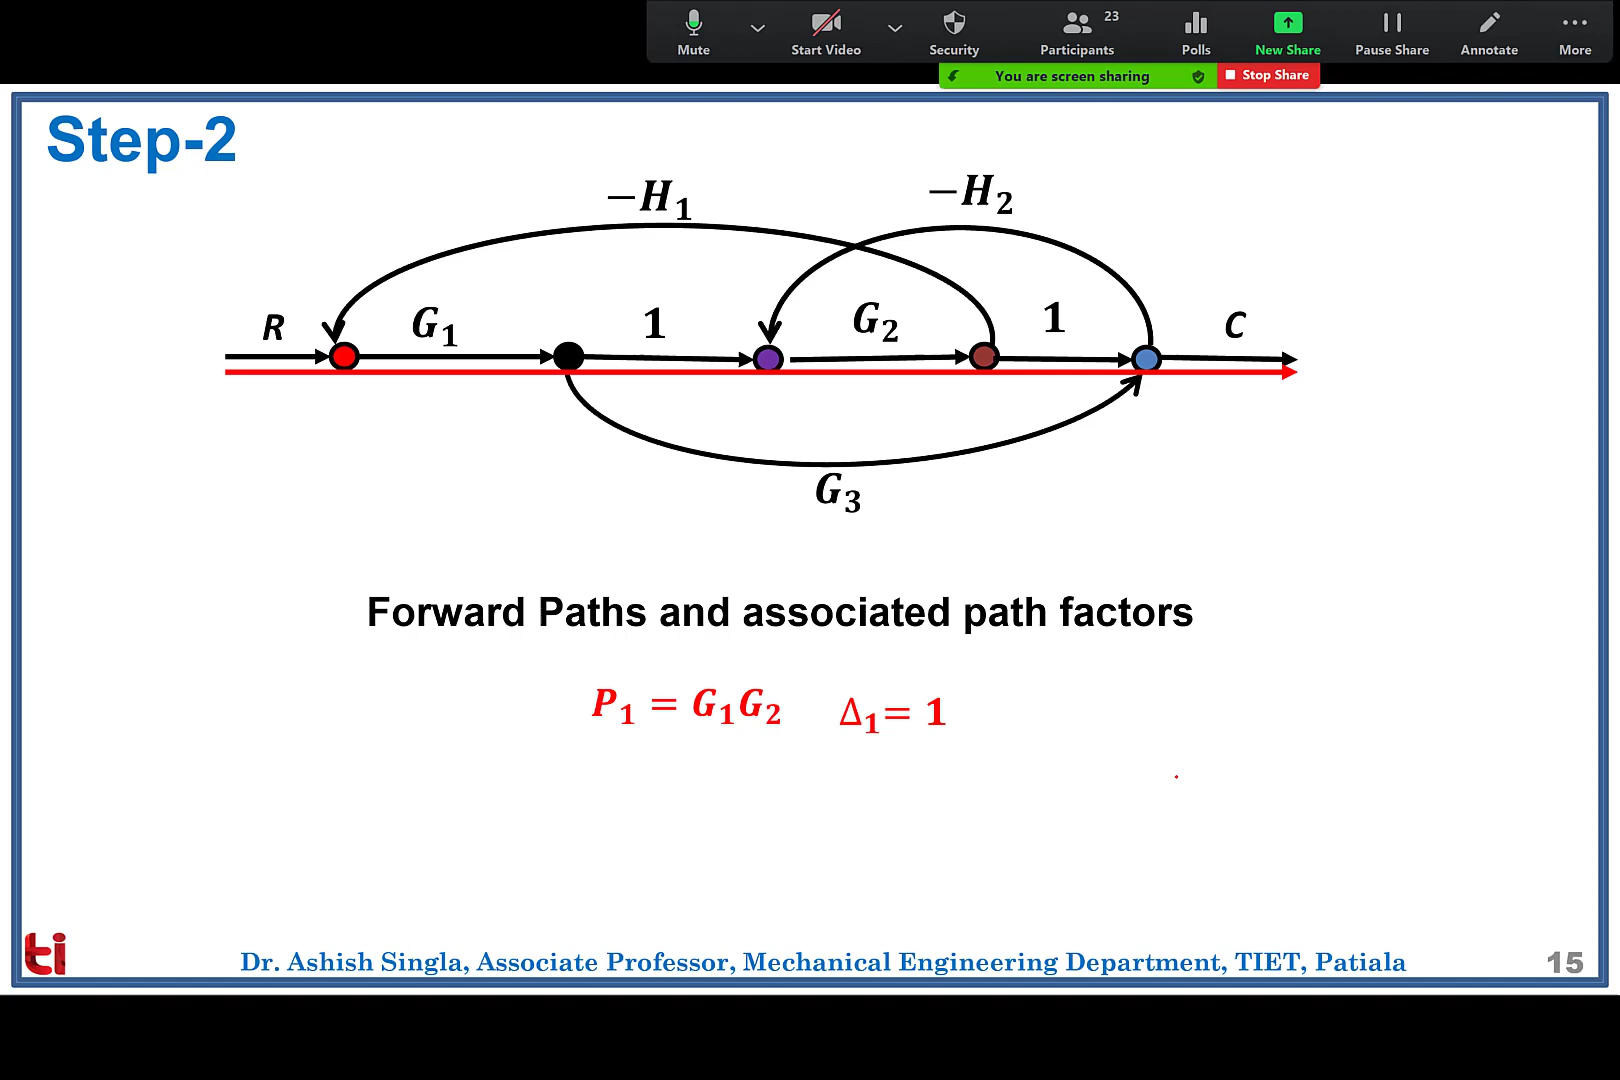 23
Mute Start Video Security Participants Polls New Share Pause Share Annotate More
You are screen sharing Stop Share
Step-2
−H₁ −H₂
R G₁ 1 G₂ 1 C
G₃
Forward Paths and associated path factors
P₁ = G₁G₂ Δ₁= 1
ti Dr. Ashish Singla, Associate Professor, Mechanical Engineering Department, TIET, Patiala 15